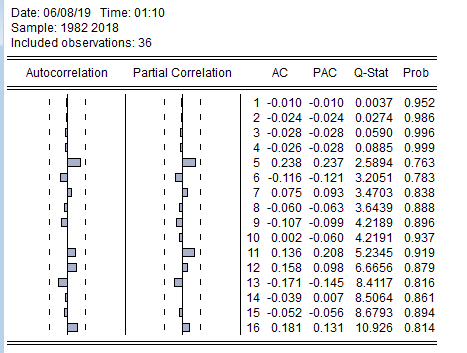 Date: 06/08/19 Time: 01:10
Sample: 1982 2018
Included observations: 36
Autocorrelation Partial Correlation AC PAC Q-Stat Prob
1 -0.010 -0.010 0.0037 0.952
2 -0.024 -0.024 0.0274 0.986
3 -0.028 -0.028 0.0590 0.996
4 -0.026 -0.028 0.0885 0.999
5 0.238 0.237 2.5894 0.763
6 -0.116 -0.121 3.2051 0.783
7 0.075 0.093 3.4703 0.838
8 -0.060 -0.063 3.6439 0.888
9 -0.107 -0.099 4.2189 0.896
10 0.002 -0.060 4.2191 0.937
11 0.136 0.208 5.2345 0.919
12 0.158 0.098 6.6656 0.879
13 -0.171 -0.145 8.4117 0.816
14 -0.039 0.007 8.5064 0.861
15 -0.052 -0.056 8.6793 0.894
16 0.181 0.131 10.926 0.814